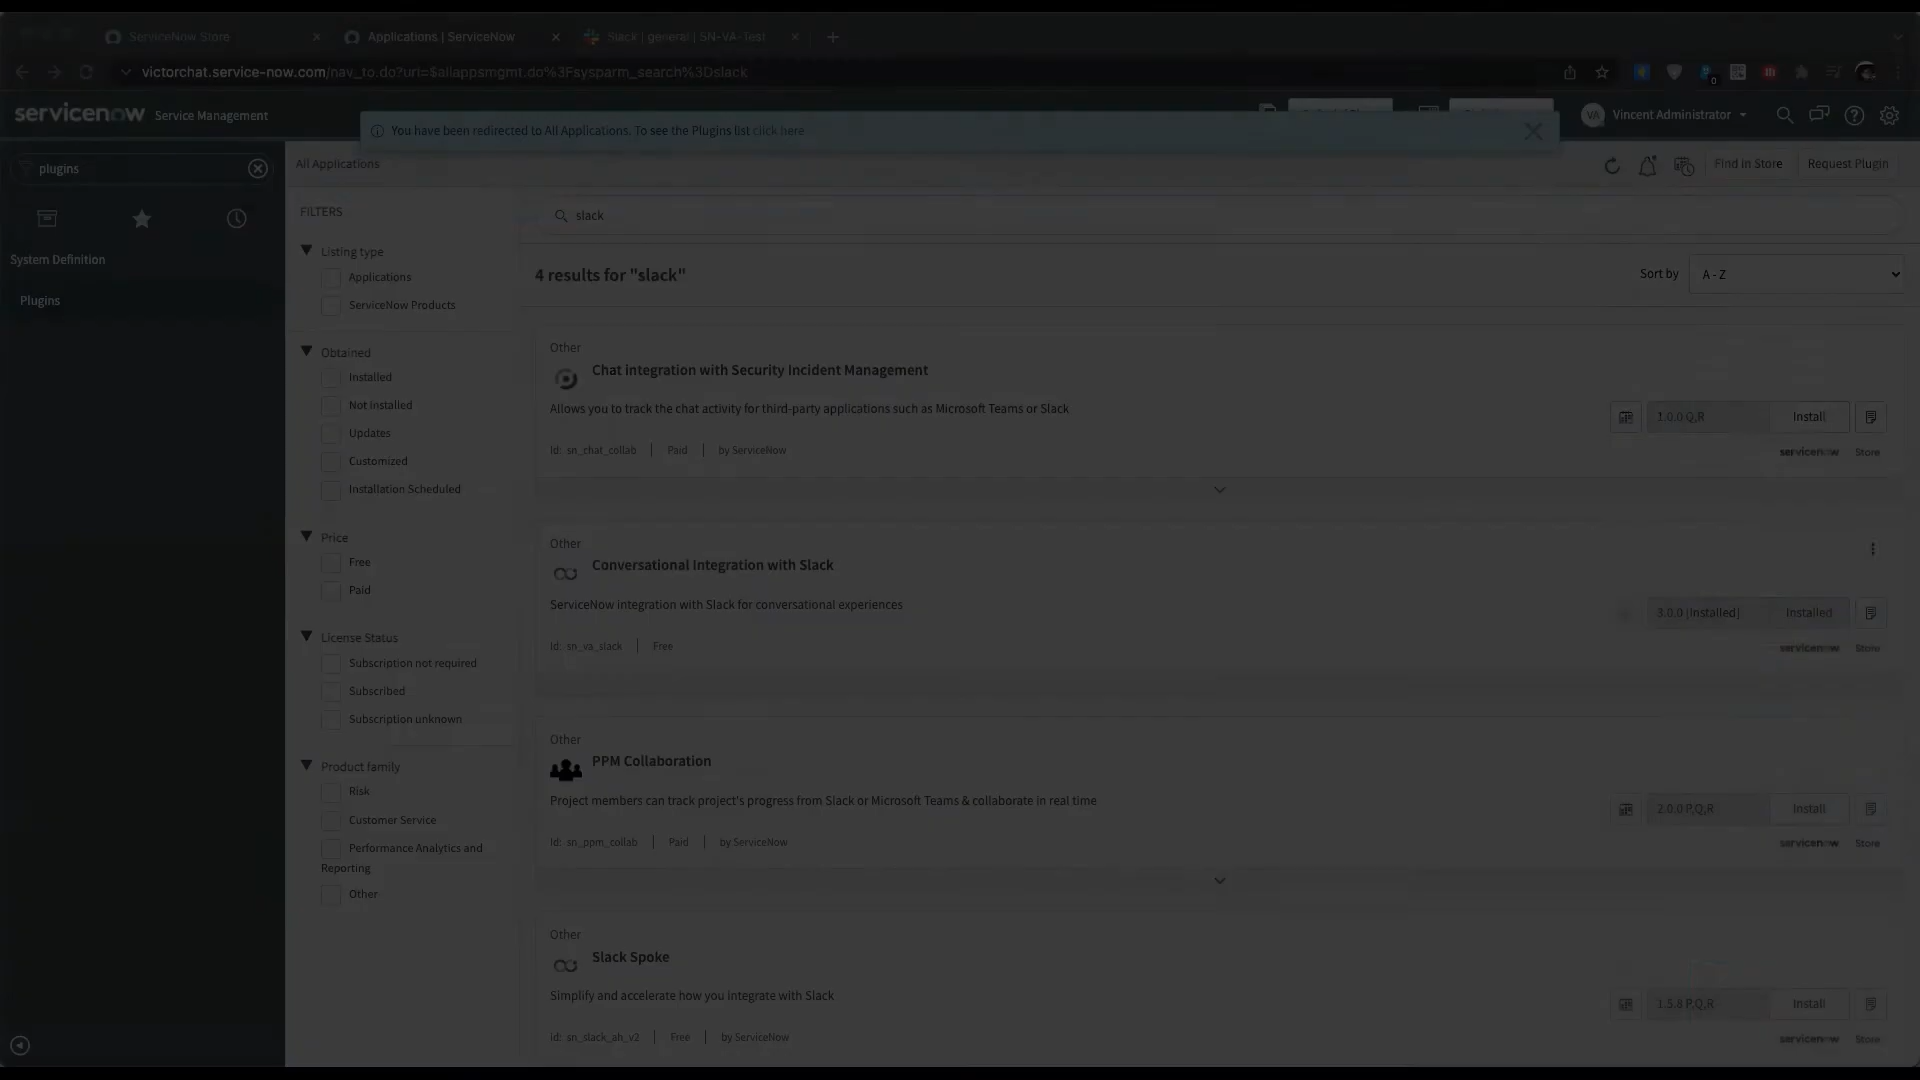 ServiceNow Store
Applications | ServiceNow
Slack | general | SN-VA-Test
victorchat.service-now.com/nav_to.do?uri=$allappsmgmt.do%3Fsysparm_search%3Dslack
0
servicenow Service Management
VA Vincent Administrator
You have been redirected to All Applications. To see the Plugins list click here
plugins
System Definition
Plugins
All Applications
Find in Store
Request Plugin
FILTERS
Listing type
Applications
ServiceNow Products
Obtained
Installed
Not Installed
Updates
Customized
Installation Scheduled
Price
Free
Paid
License Status
Subscription not required
Subscribed
Subscription unknown
Product family
Risk
Customer Service
Performance Analytics and
Reporting
Other
slack
4 results for "slack"
Sort by
A - Z
Other
Chat integration with Security Incident Management
Allows you to track the chat activity for third-party applications such as Microsoft Teams or Slack
Id: sn_chat_collab | Paid | by ServiceNow
1.0.0 Q,R
Install
servicenow Store
Other
Conversational Integration with Slack
ServiceNow integration with Slack for conversational experiences
Id: sn_va_slack | Free
3.0.0 (Installed)
Installed
servicenow Store
Other
PPM Collaboration
Project members can track project's progress from Slack or Microsoft Teams & collaborate in real time
Id: sn_ppm_collab | Paid | by ServiceNow
2.0.0 P,Q,R
Install
servicenow Store
Other
Slack Spoke
Simplify and accelerate how you integrate with Slack
Id: sn_slack_ah_v2 | Free | by ServiceNow
1.5.8 P,Q,R
Install
servicenow Store